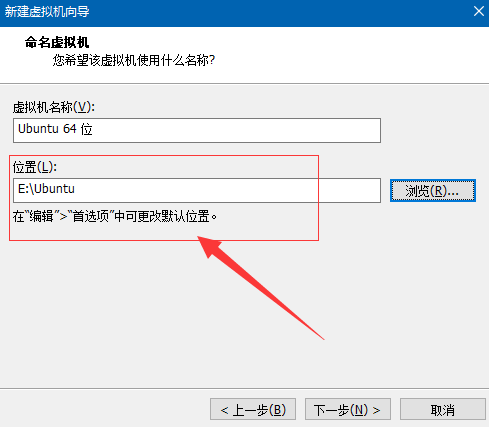 新建虚拟机向导
命名虚拟机
您希望该虚拟机使用什么名称?
虚拟机名称(V):
Ubuntu 64 位
位置(L):
E:\Ubuntu
浏览(R)...
在“编辑”>“首选项”中可更改默认位置。
< 上一步(B)
下一步(N) >
取消